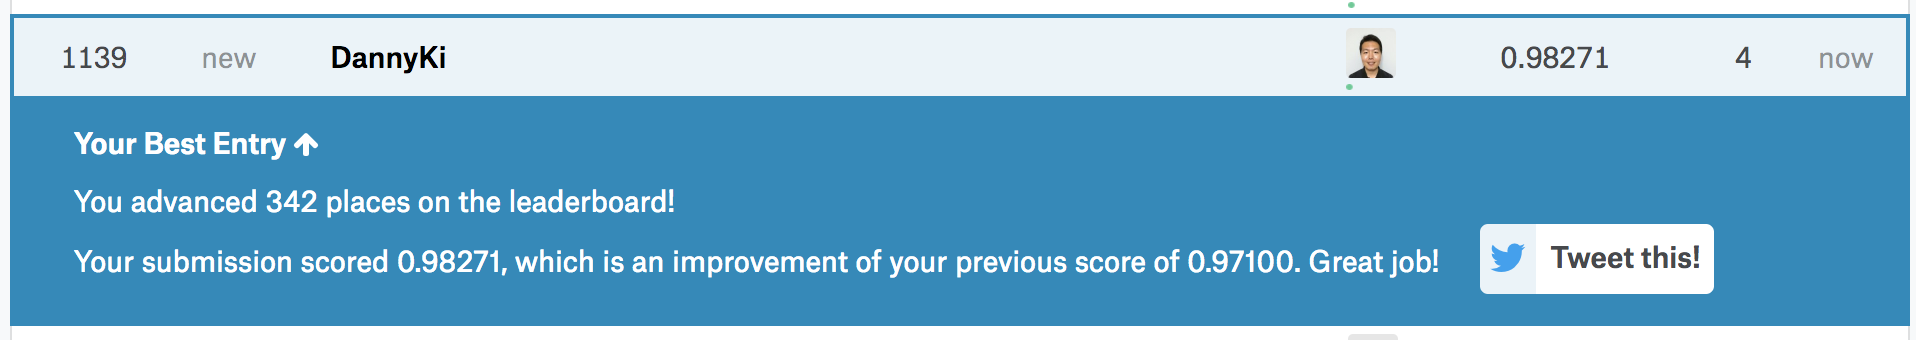 1139 new DannyKi 0.98271 4 now
Your Best Entry
You advanced 342 places on the leaderboard!
Your submission scored 0.98271, which is an improvement of your previous score of 0.97100. Great job!
Tweet this!